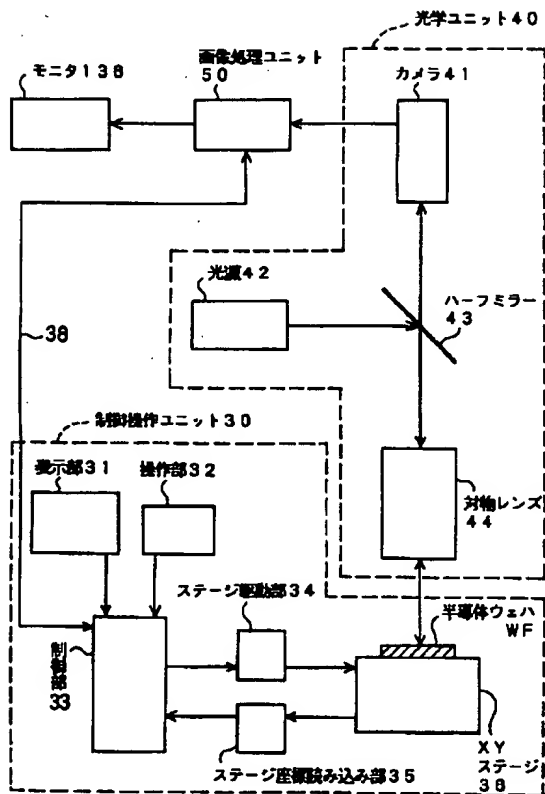 光学ユニット40
画像処理ユニット
50
モニタ136
カメラ41
光源42
ハーフミラー
43
38
制御操作ユニット30
表示部31
操作部32
対物レンズ
44
ステージ駆動部34
半導体ウェハ
WF
制御部
33
XY
ステージ
36
ステージ座標読み込み部35